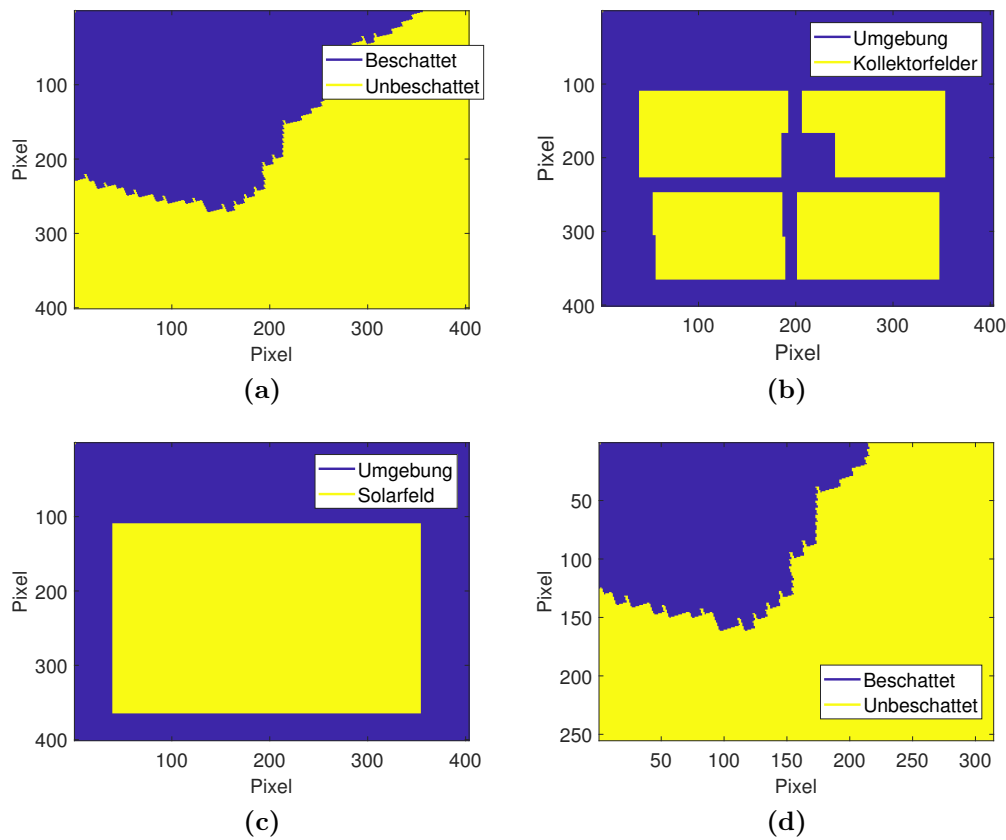 Beschattet
Unbeschattet
100
200
300
400
100 200 300 400
Pixel
Pixel
(a)
Umgebung
Kollektorfelder
100
200
300
400
100 200 300 400
Pixel
Pixel
(b)
Umgebung
Solarfeld
100
200
300
400
100 200 300 400
Pixel
Pixel
(c)
Beschattet
Unbeschattet
50
100
150
200
250
50 100 150 200 250 300
Pixel
Pixel
(d)